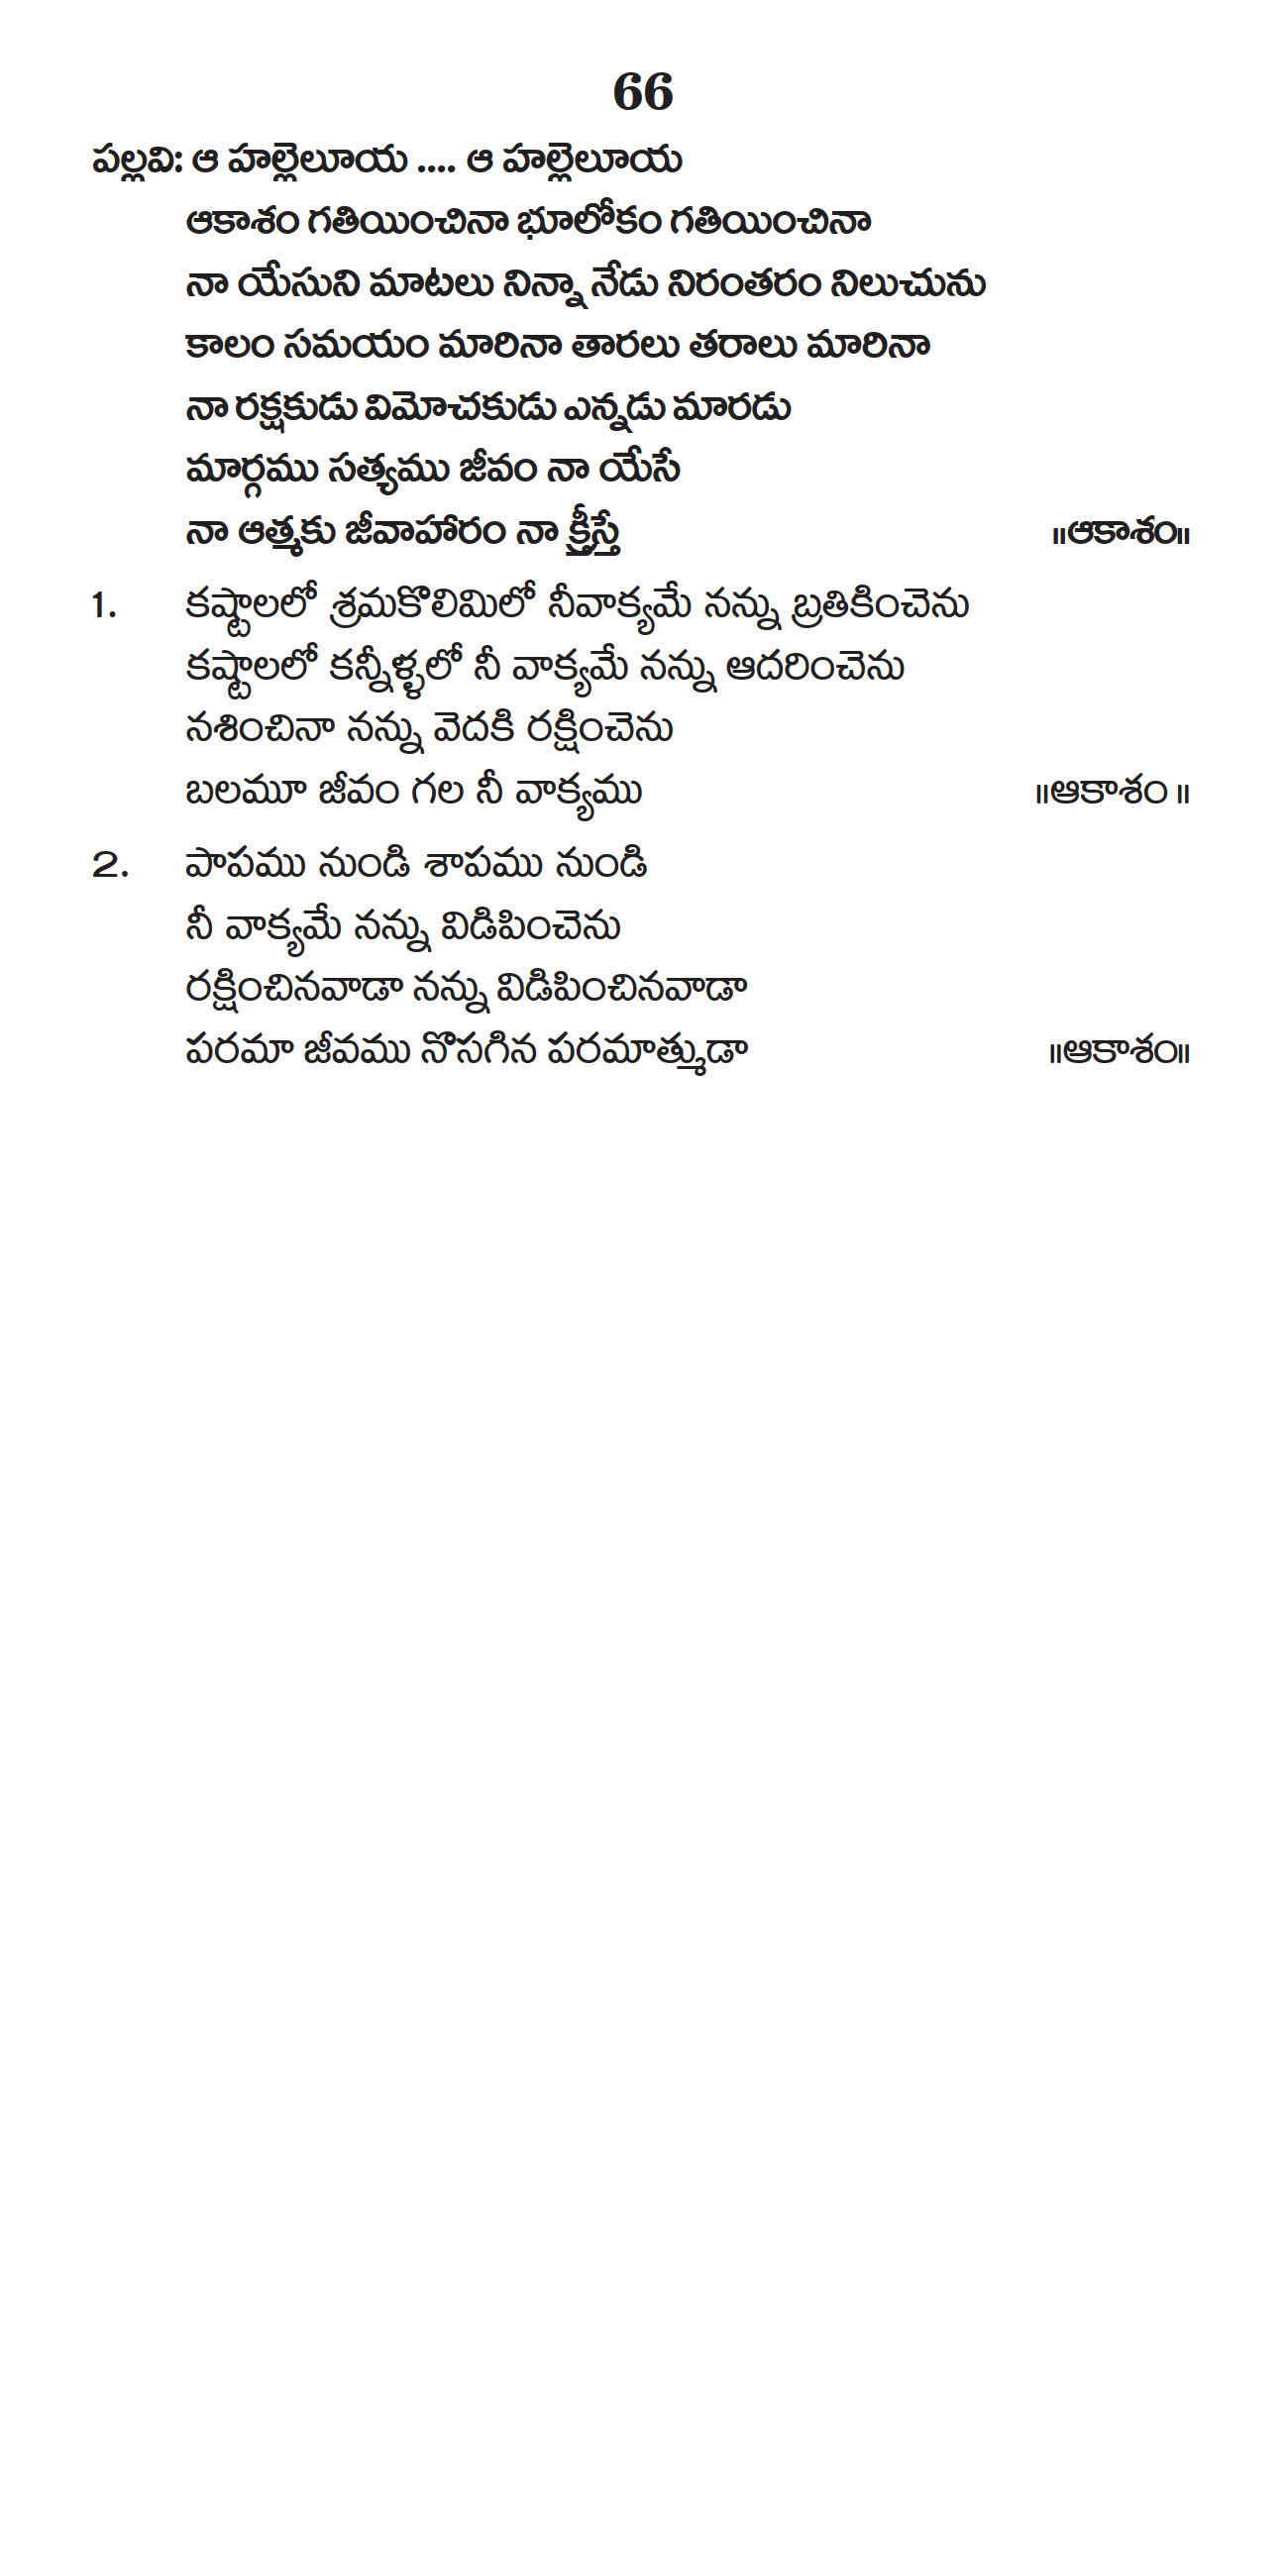 66
పల్లవి: ఆ హల్లెలూయ .... ఆ హల్లెలూయ
ఆకాశం గతియించినా భూలోకం గతియించినా
నా యేసుని మాటలు నిన్నా నేడు నిరంతరం నిలుచును
కాలం సమయం మారినా తారలు తరాలు మారినా
నా రక్షకుడు విమోచకుడు ఎన్నడు మారడు
మార్గము సత్యము జీవం నా యేసే
నా ఆత్మకు జీవాహారం నా క్రీస్తే ॥ఆకాశం॥
1. కష్టాలలో శ్రమకొలిమిలో నీవాక్యమే నన్ను బ్రతికించెను
కష్టాలలో కన్నీళ్ళలో నీ వాక్యమే నన్ను ఆదరించెను
నశించినా నన్ను వెదకి రక్షించెను
బలమూ జీవం గల నీ వాక్యము ॥ఆకాశం ॥
2. పాపము నుండి శాపము నుండి
నీ వాక్యమే నన్ను విడిపించెను
రక్షించినవాడా నన్ను విడిపించినవాడా
పరమా జీవము నొసగిన పరమాత్ముడా ॥ఆకాశం॥